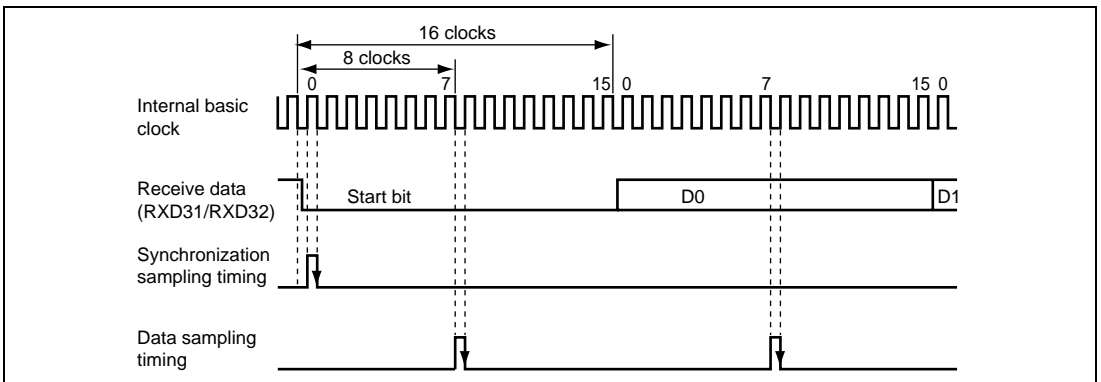 16 clocks
8 clocks
0 7 15 0 7 15 0
Internal basic
clock
Receive data
(RXD31/RXD32)
Start bit D0 D1
Synchronization
sampling timing
Data sampling
timing